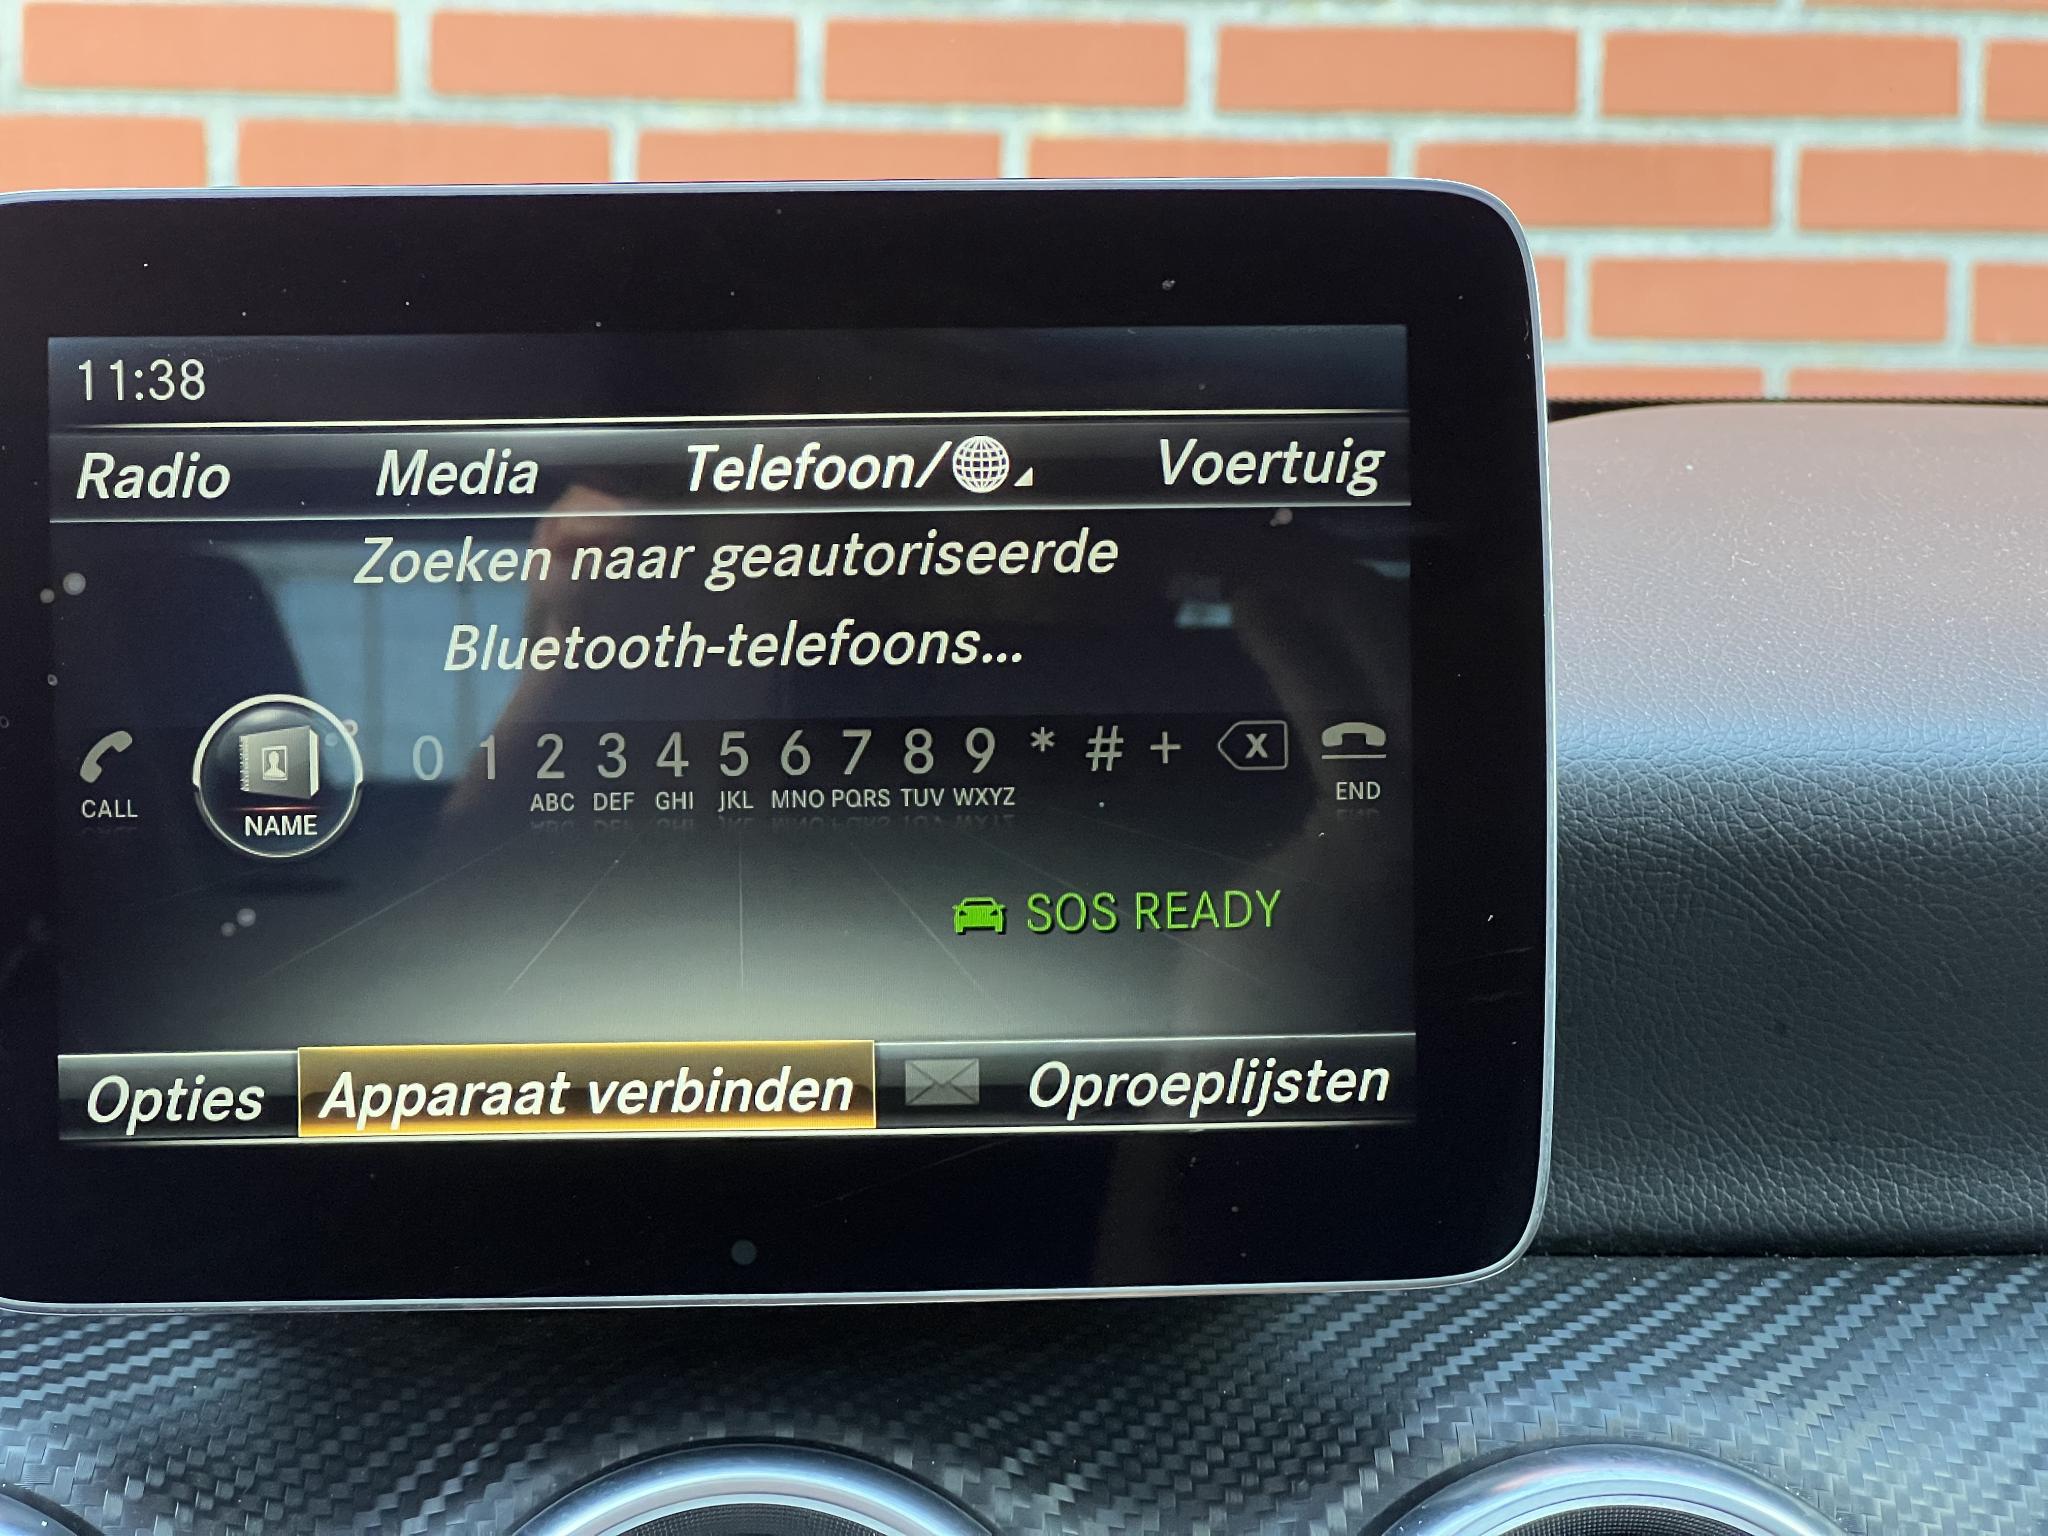 11:38
Radio Media Telefoon/ Voertuig
Zoeken naar geautoriseerde
Bluetooth-telefoons...
0 1 2 3 4 5 6 7 8 9 * # + x
CALL NAME ABC DEF GHI JKL MNO PQRS TUV WXYZ . END
SOS READY
Opties Apparaat verbinden Oproeplijsten